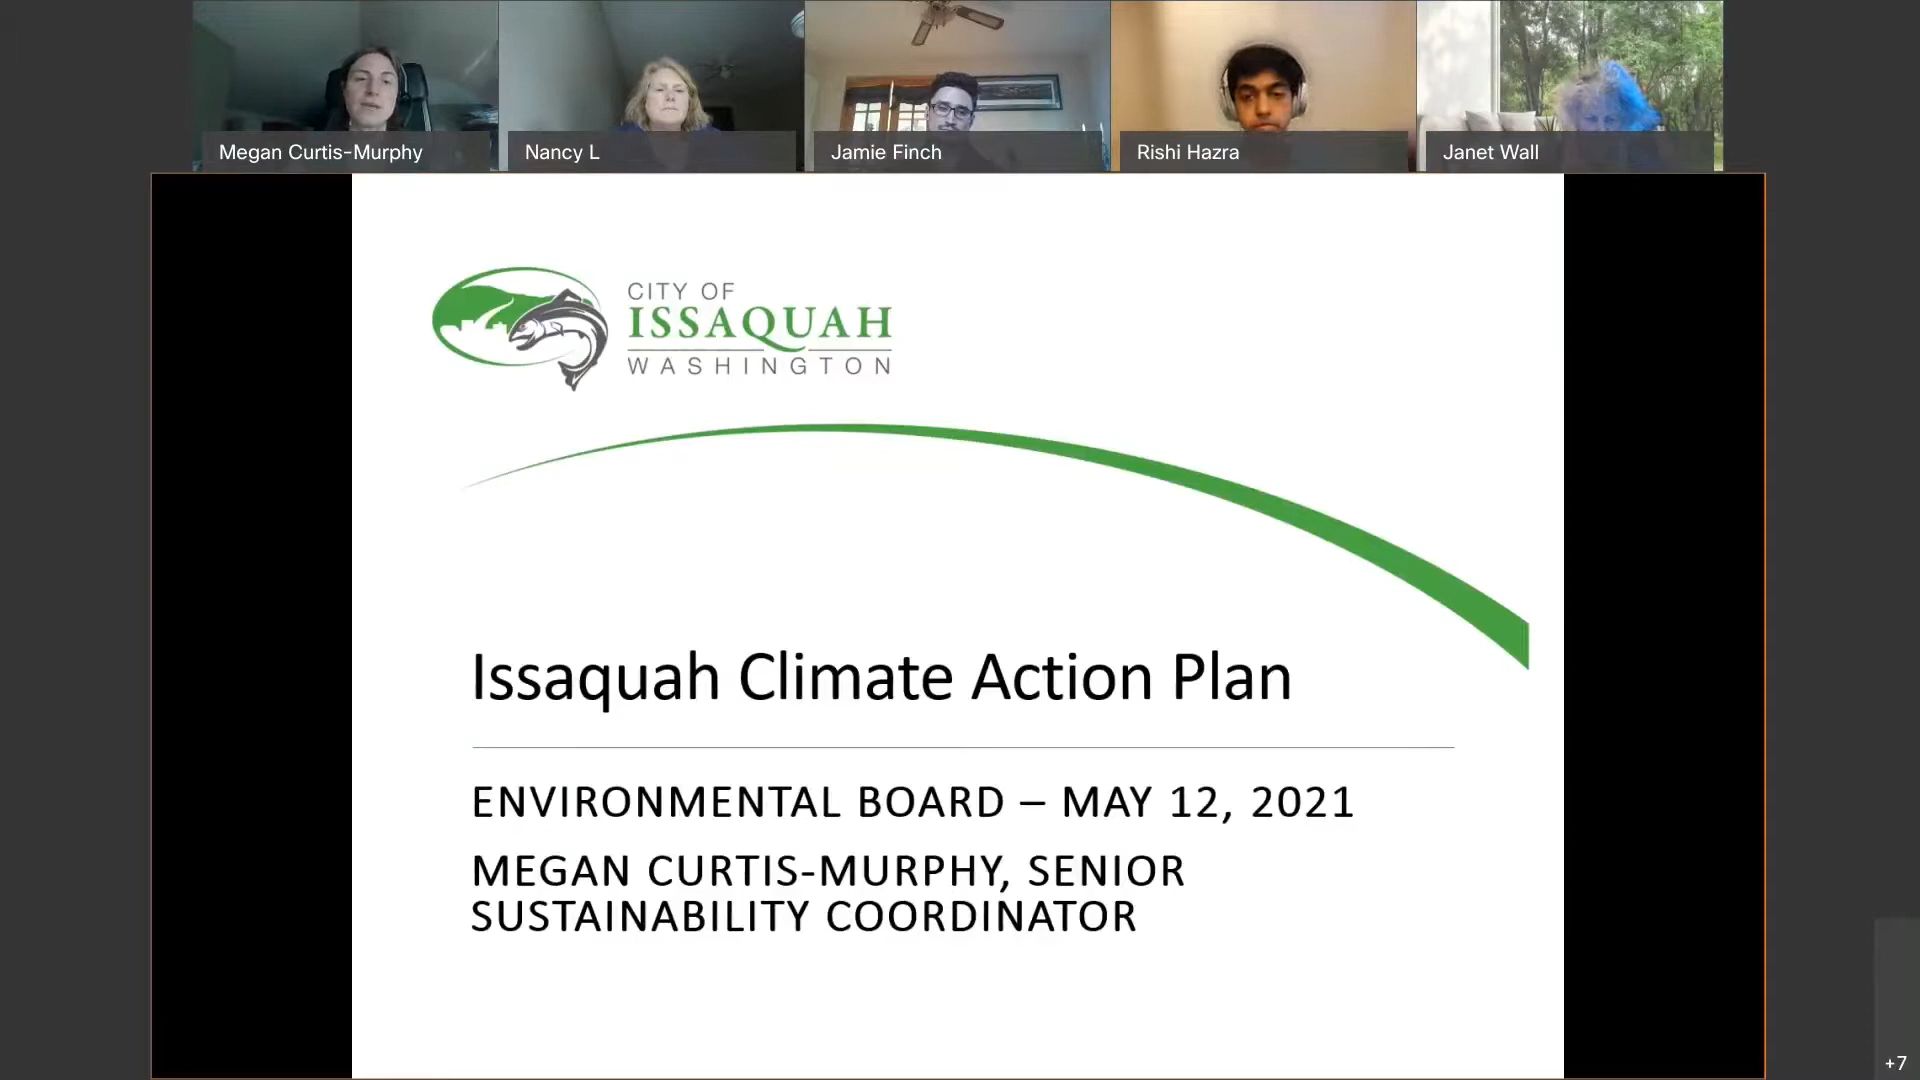 Megan Curtis-Murphy
Nancy L
Jamie Finch
Rishi Hazra
Janet Wall
CITY OF
ISSAQUAH
WASHINGTON
Issaquah Climate Action Plan
ENVIRONMENTAL BOARD – MAY 12, 2021
MEGAN CURTIS-MURPHY, SENIOR
SUSTAINABILITY COORDINATOR
+7